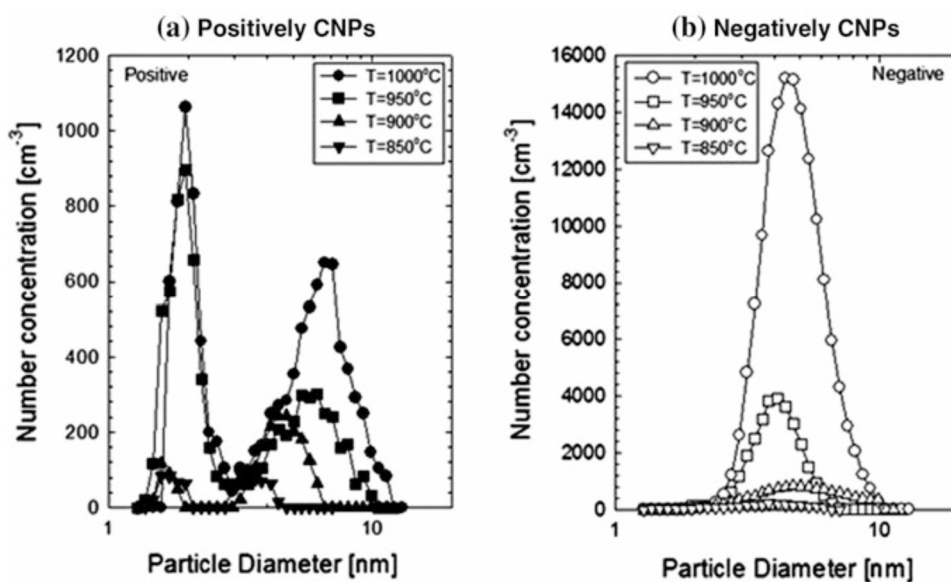 (a) Positively CNPs
Positive
T=1000°C
T=950°C
T=900°C
T=850°C
1200
1000
800
600
400
200
0
Number concentration [cm⁻³]
1
10
Particle Diameter [nm]
(b) Negatively CNPs
Negative
T=1000°C
T=950°C
T=900°C
T=850°C
16000
14000
12000
10000
8000
6000
4000
2000
0
Number concentration [cm⁻³]
1
10
Particle Diameter [nm]